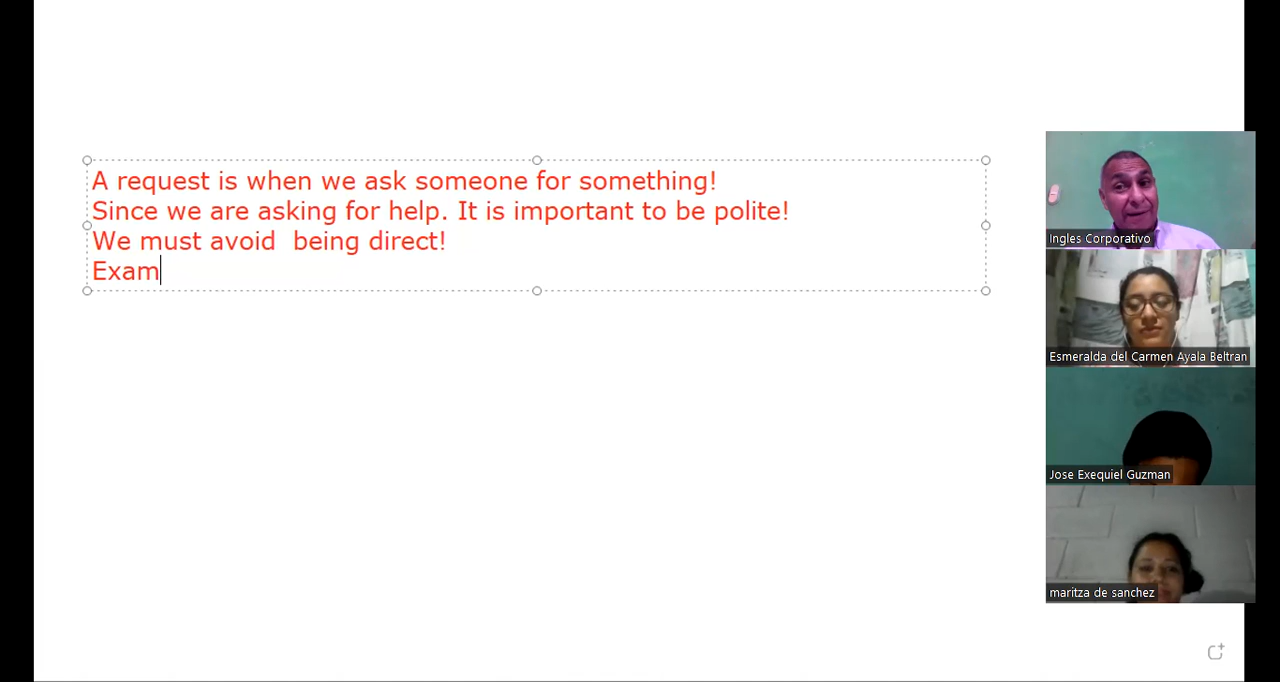 A request is when we ask someone for something!
Since we are asking for help. It is important to be polite!
We must avoid  being direct!
Exam
Ingles Corporativo
Esmeralda del Carmen Ayala Beltran
Jose Exequiel Guzman
maritza de sanchez